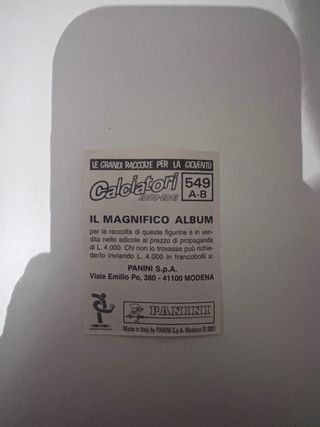 LE GRANDI RACCOLTE PER LA GIOVENTÙ
Calciatori
2000-2001
549
A-B
IL MAGNIFICO ALBUM
per la raccolta di queste figurine è in ven-
dita nelle edicole al prezzo di propaganda
di L. 4.000. Chi non lo trovasse può richie-
derlo inviando L. 4.000 in francobolli a:
PANINI S.p.A.
Viale Emilio Po, 380 - 41100 MODENA
PANINI
Made in Italy by PANINI S.p.A. Modena © 2001